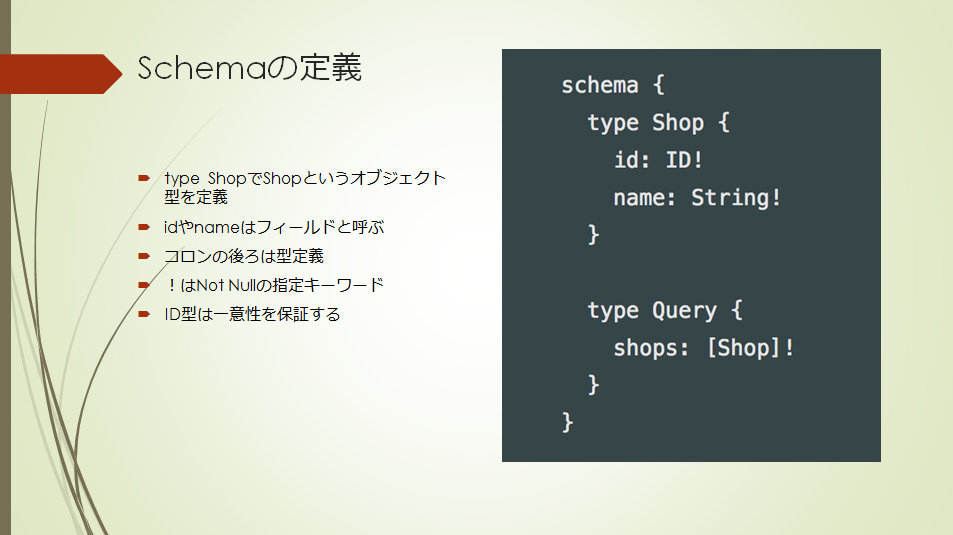 Schemaの定義
type ShopでShopというオブジェクト
型を定義
idやnameはフィールドと呼ぶ
コロンの後ろは型定義
！はNot Nullの指定キーワード
ID型は一意性を保証する
schema {
  type Shop {
    id: ID!
    name: String!
  }
  type Query {
    shops: [Shop]!
  }
}